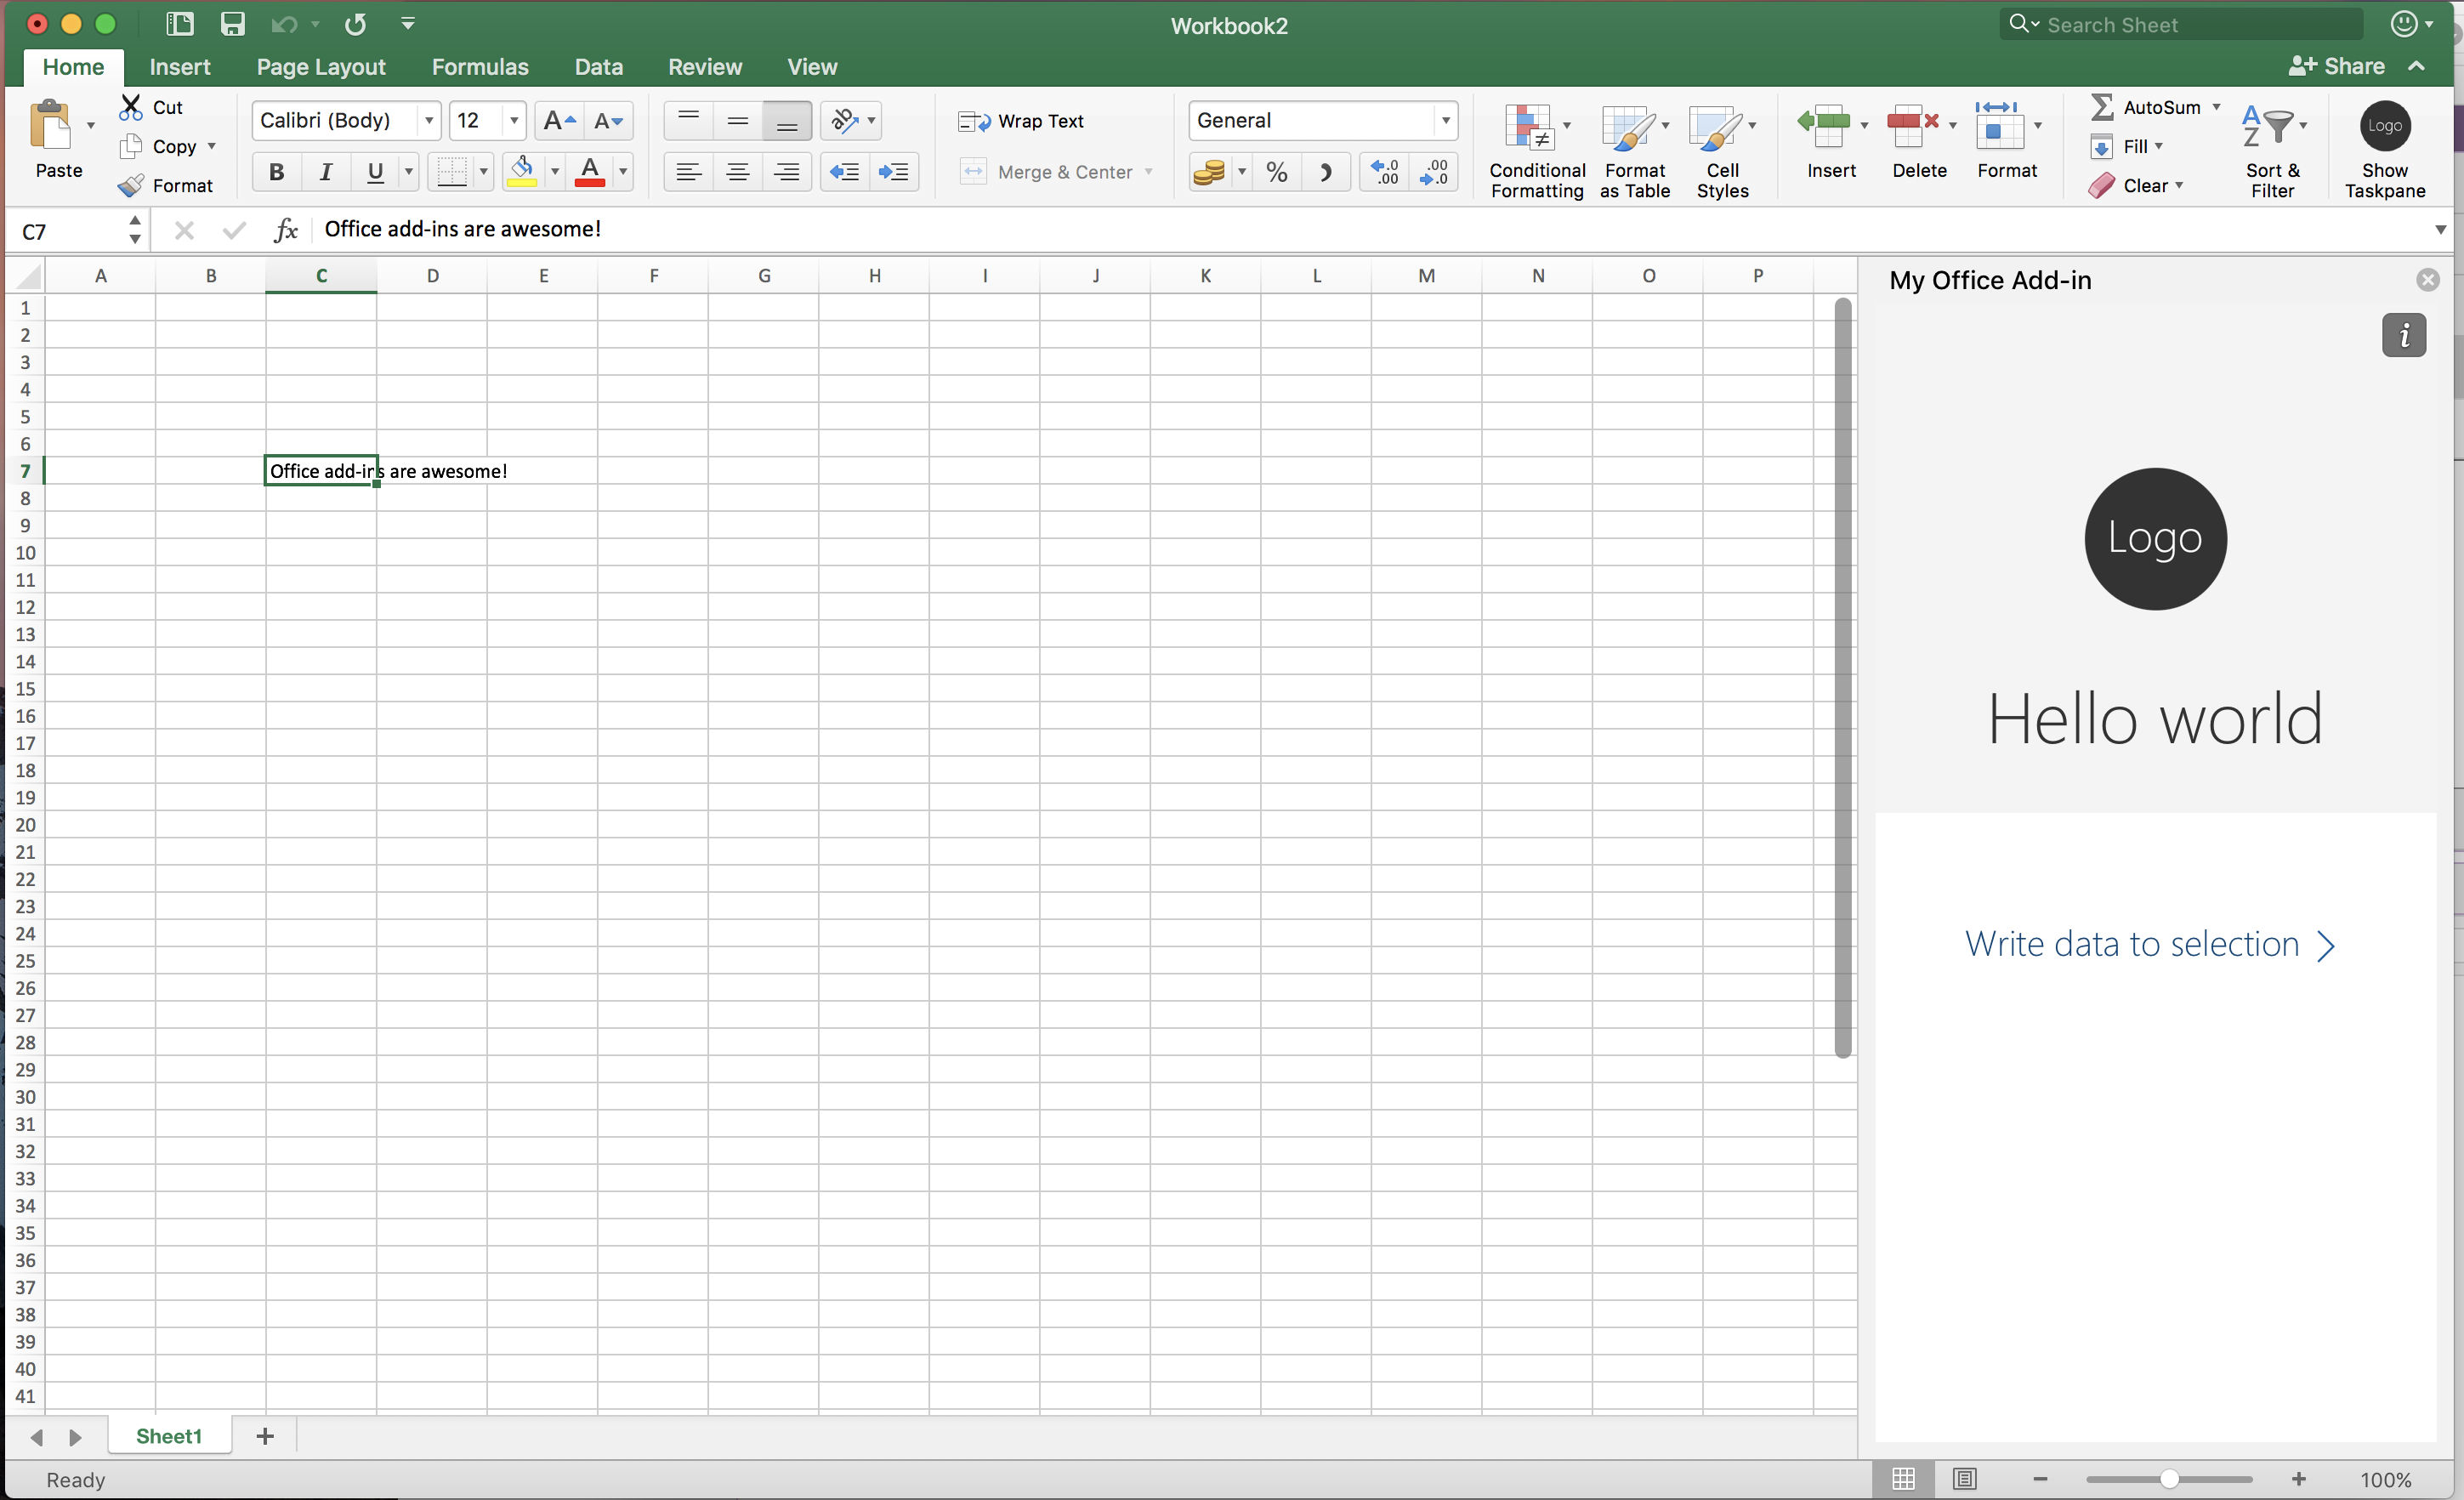 Workbook2
Search Sheet
Home Insert Page Layout Formulas Data Review View
Share
Paste
Cut
Copy
Format
Calibri (Body) 12
B I U
Wrap Text
Merge & Center
General
%
Conditional Formatting
Format as Table
Cell Styles
Insert
Delete
Format
AutoSum
Fill
Clear
Sort & Filter
Logo
Show Taskpane
C7 fx Office add-ins are awesome!
A B C D E F G H I J K L M N O P
1
2
3
4
5
6
7 Office add-ins are awesome!
8
9
10
11
12
13
14
15
16
17
18
19
20
21
22
23
24
25
26
27
28
29
30
31
32
33
34
35
36
37
38
39
40
41
My Office Add-in
i
Logo
Hello world
Write data to selection
Sheet1 +
Ready
100%